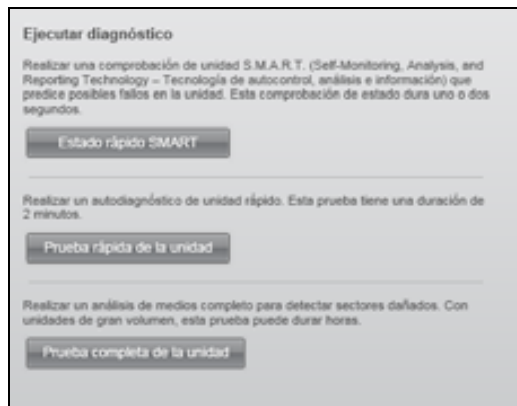 Ejecutar diagnóstico
Realizar una comprobación de unidad S.M.A.R.T. (Self-Monitoring, Analysis, and
Reporting Technology – Tecnología de autocontrol, análisis e información) que
predice posibles fallos en la unidad. Esta comprobación de estado dura uno o dos
segundos.
Estado rápido SMART
Realizar un autodiagnóstico de unidad rápido. Esta prueba tiene una duración de
2 minutos.
Prueba rápida de la unidad
Realizar un análisis de medios completo para detectar sectores dañados. Con
unidades de gran volumen, esta prueba puede durar horas.
Prueba completa de la unidad